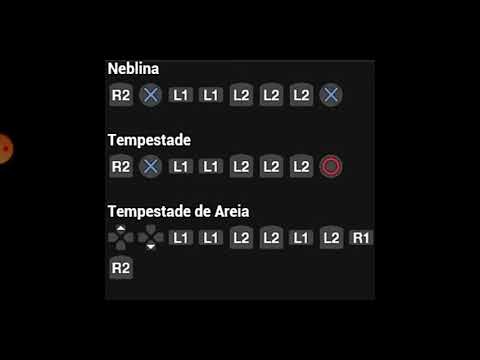 Neblina
R2 L1 L1 L2 L2 L2
Tempestade
R2 L1 L1 L2 L2 L2
Tempestade de Areia
L1 L1 L2 L2 L1 L2 R1
R2